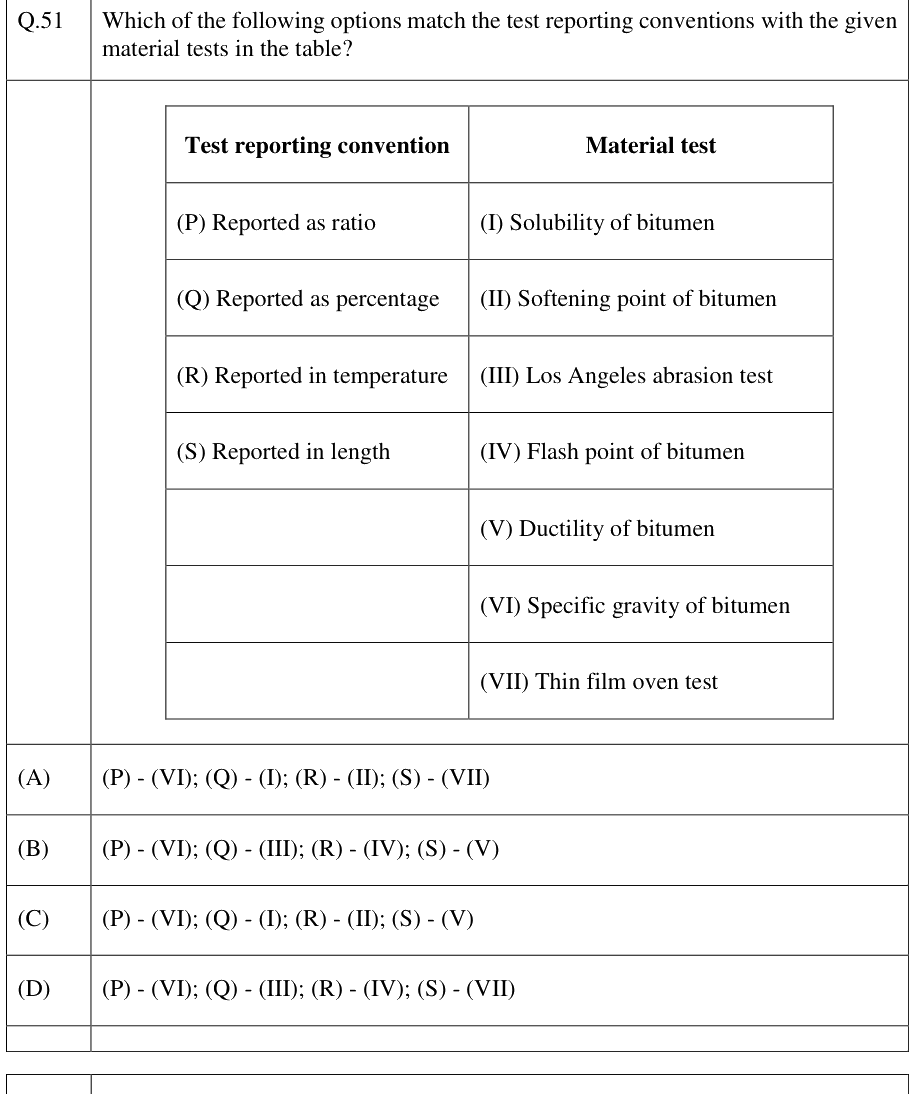 Q.51 Which of the following options match the test reporting conventions with the given
material tests in the table?
Test reporting convention Material test
(P) Reported as ratio (I) Solubility of bitumen
(Q) Reported as percentage (II) Softening point of bitumen
(R) Reported in temperature (III) Los Angeles abrasion test
(S) Reported in length (IV) Flash point of bitumen
(V) Ductility of bitumen
(VI) Specific gravity of bitumen
(VII) Thin film oven test
(A) (P) - (VI); (Q) - (I); (R) - (II); (S) - (VII)
(B) (P) - (VI); (Q) - (III); (R) - (IV); (S) - (V)
(C) (P) - (VI); (Q) - (I); (R) - (II); (S) - (V)
(D) (P) - (VI); (Q) - (III); (R) - (IV); (S) - (VII)